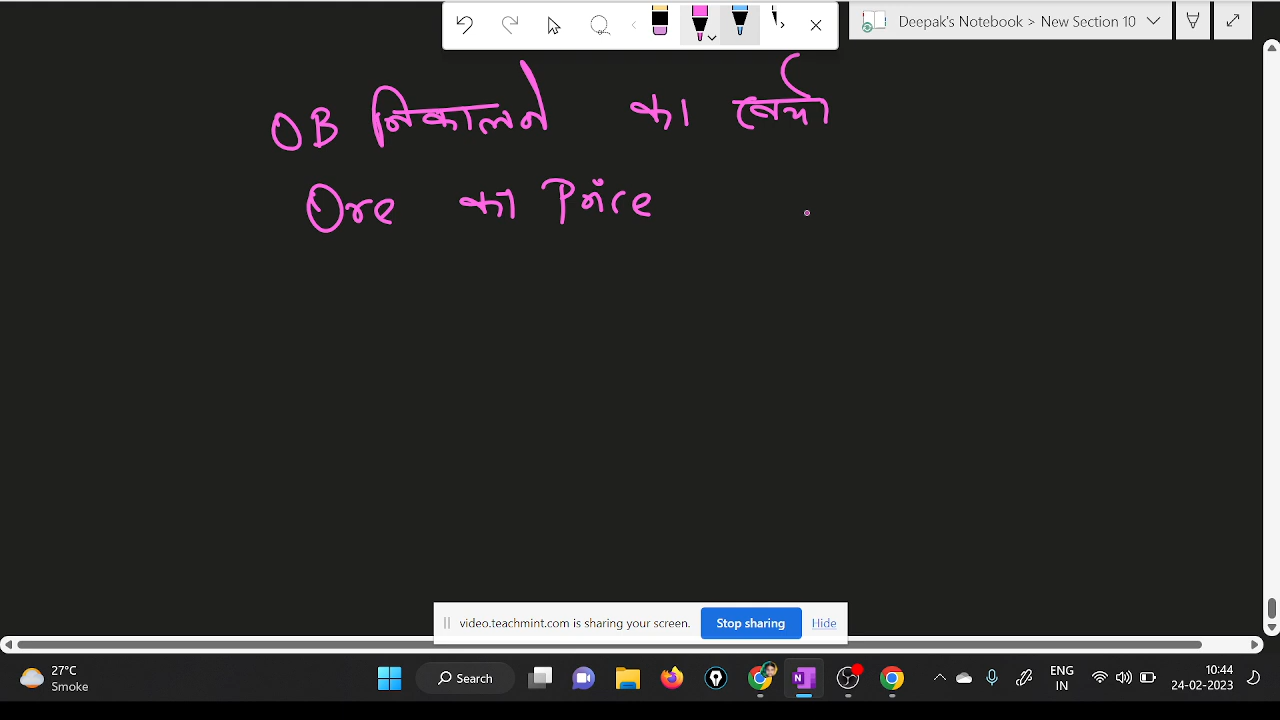 Deepak's Notebook > New Section 10
OB निकालने का खर्चा
Ore का Price
video.teachmint.com is sharing your screen. Stop sharing Hide
27°C
Smoke
Search
ENG
IN
10:44
24-02-2023